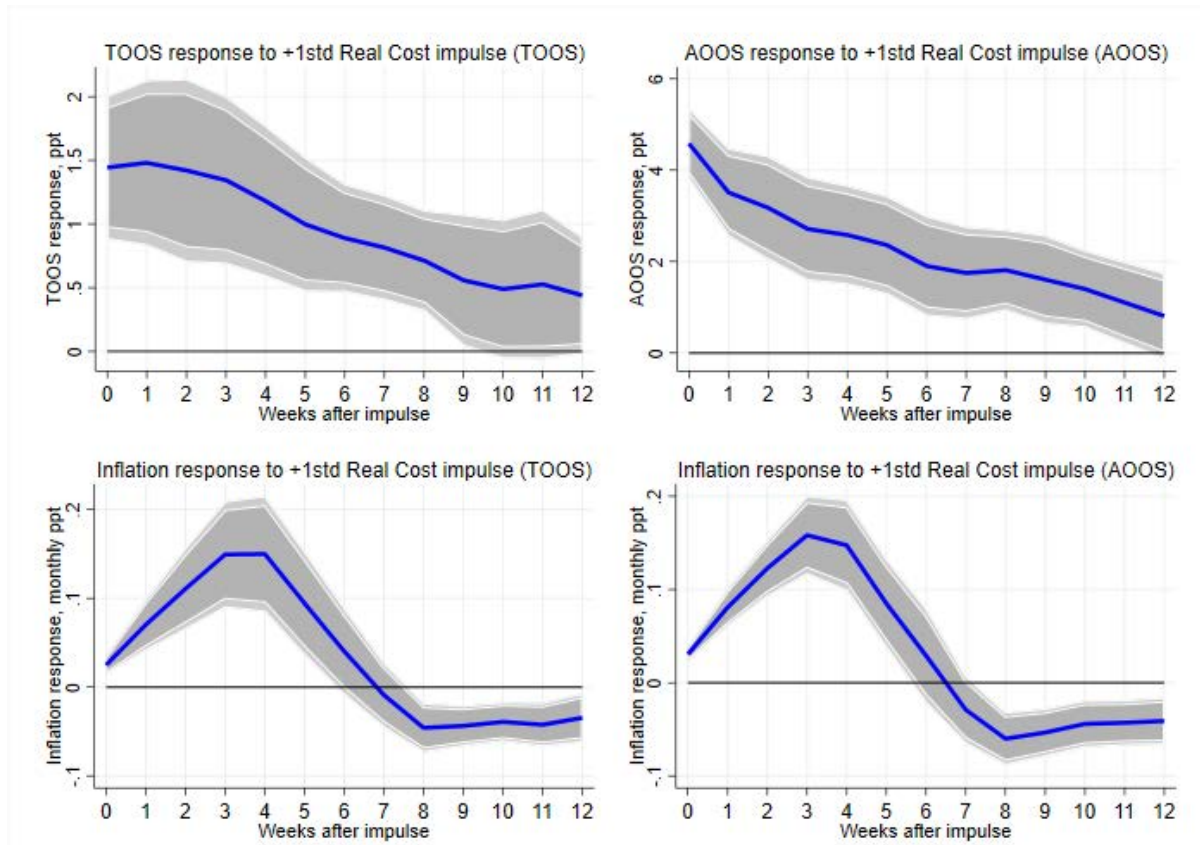 TOOS response to +1std Real Cost impulse (TOOS)
TOOS response, ppt
2
1.5
1
.5
0
0 1 2 3 4 5 6 7 8 9 10 11 12
Weeks after impulse
AOOS response to +1std Real Cost impulse (AOOS)
AOOS response, ppt
6
4
2
0
0 1 2 3 4 5 6 7 8 9 10 11 12
Weeks after impulse
Inflation response to +1std Real Cost impulse (TOOS)
Inflation response, monthly ppt
.2
.1
0
-.1
0 1 2 3 4 5 6 7 8 9 10 11 12
Weeks after impulse
Inflation response to +1std Real Cost impulse (AOOS)
Inflation response, monthly ppt
.2
.1
0
-.1
0 1 2 3 4 5 6 7 8 9 10 11 12
Weeks after impulse